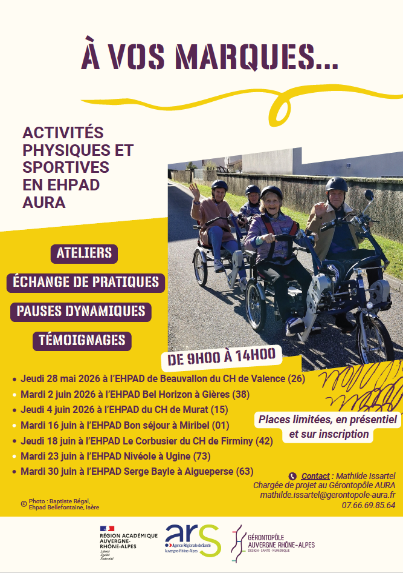 À VOS MARQUES...
ACTIVITÉS
PHYSIQUES ET
SPORTIVES
EN EHPAD
AURA
ATELIERS
ÉCHANGE DE PRATIQUES
PAUSES DYNAMIQUES
TÉMOIGNAGES
DE 9H00 À 14H00
• Jeudi 28 mai 2026 à l'EHPAD de Beauvallon du CH de Valence (26)
• Mardi 2 juin 2026 à l'EHPAD Bel Horizon à Gières (38)
• Jeudi 4 juin 2026 à l'EHPAD du CH de Murat (15)
• Mardi 16 juin à l'EHPAD Bon séjour à Miribel (01)
• Jeudi 18 juin à l'EHPAD Le Corbusier du CH de Firminy (42)
• Mardi 23 juin à l'EHPAD Nivéole à Ugine (73)
• Mardi 30 juin à l'EHPAD Serge Bayle à Aigueperse (63)
Places limitées, en présentiel
et sur inscription
Contact : Mathilde Issartel
Chargée de projet au Gérontopôle AURA
mathilde.issartel@gerontopole-aura.fr
07.66.69.85.64
© Photo : Baptiste Bégal,
Ehpad Bellefontaine, Isère
RÉGION ACADÉMIQUE
AUVERGNE-
RHÔNE-ALPES
ars
GÉRONTOPÔLE
AUVERGNE RHÔNE-ALPES